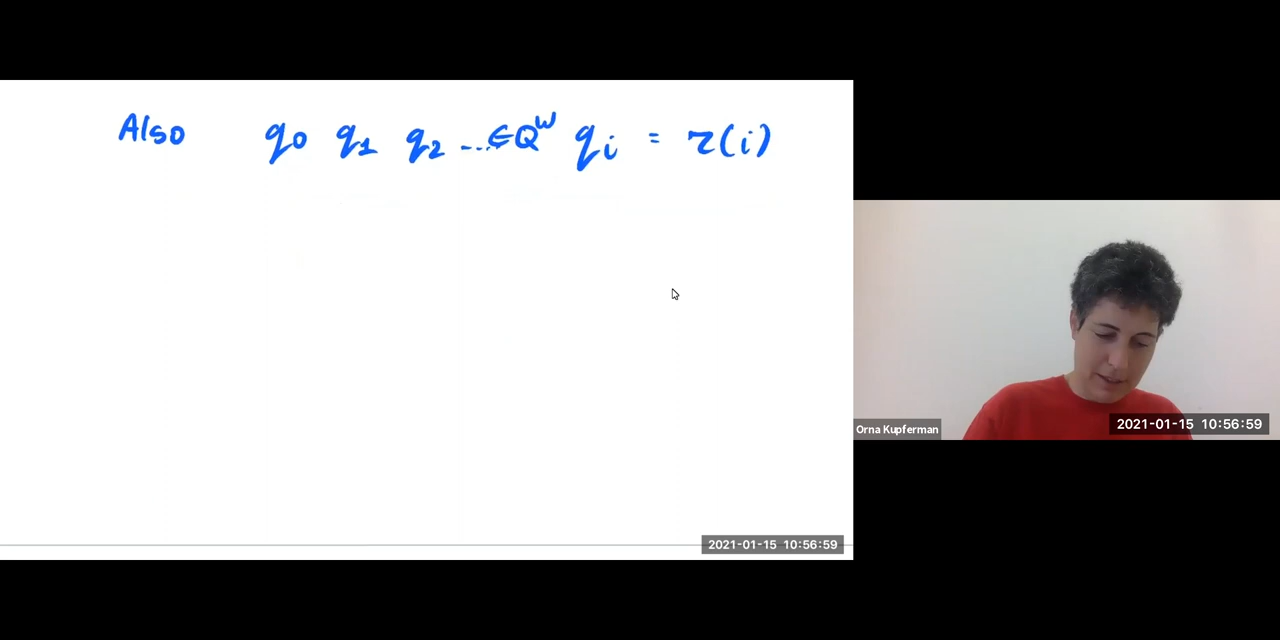 Also q0 q1 q2 ... ∈ Q^ω qi = r(i)
Orna Kupferman
2021-01-15 10:56:59
2021-01-15 10:56:59